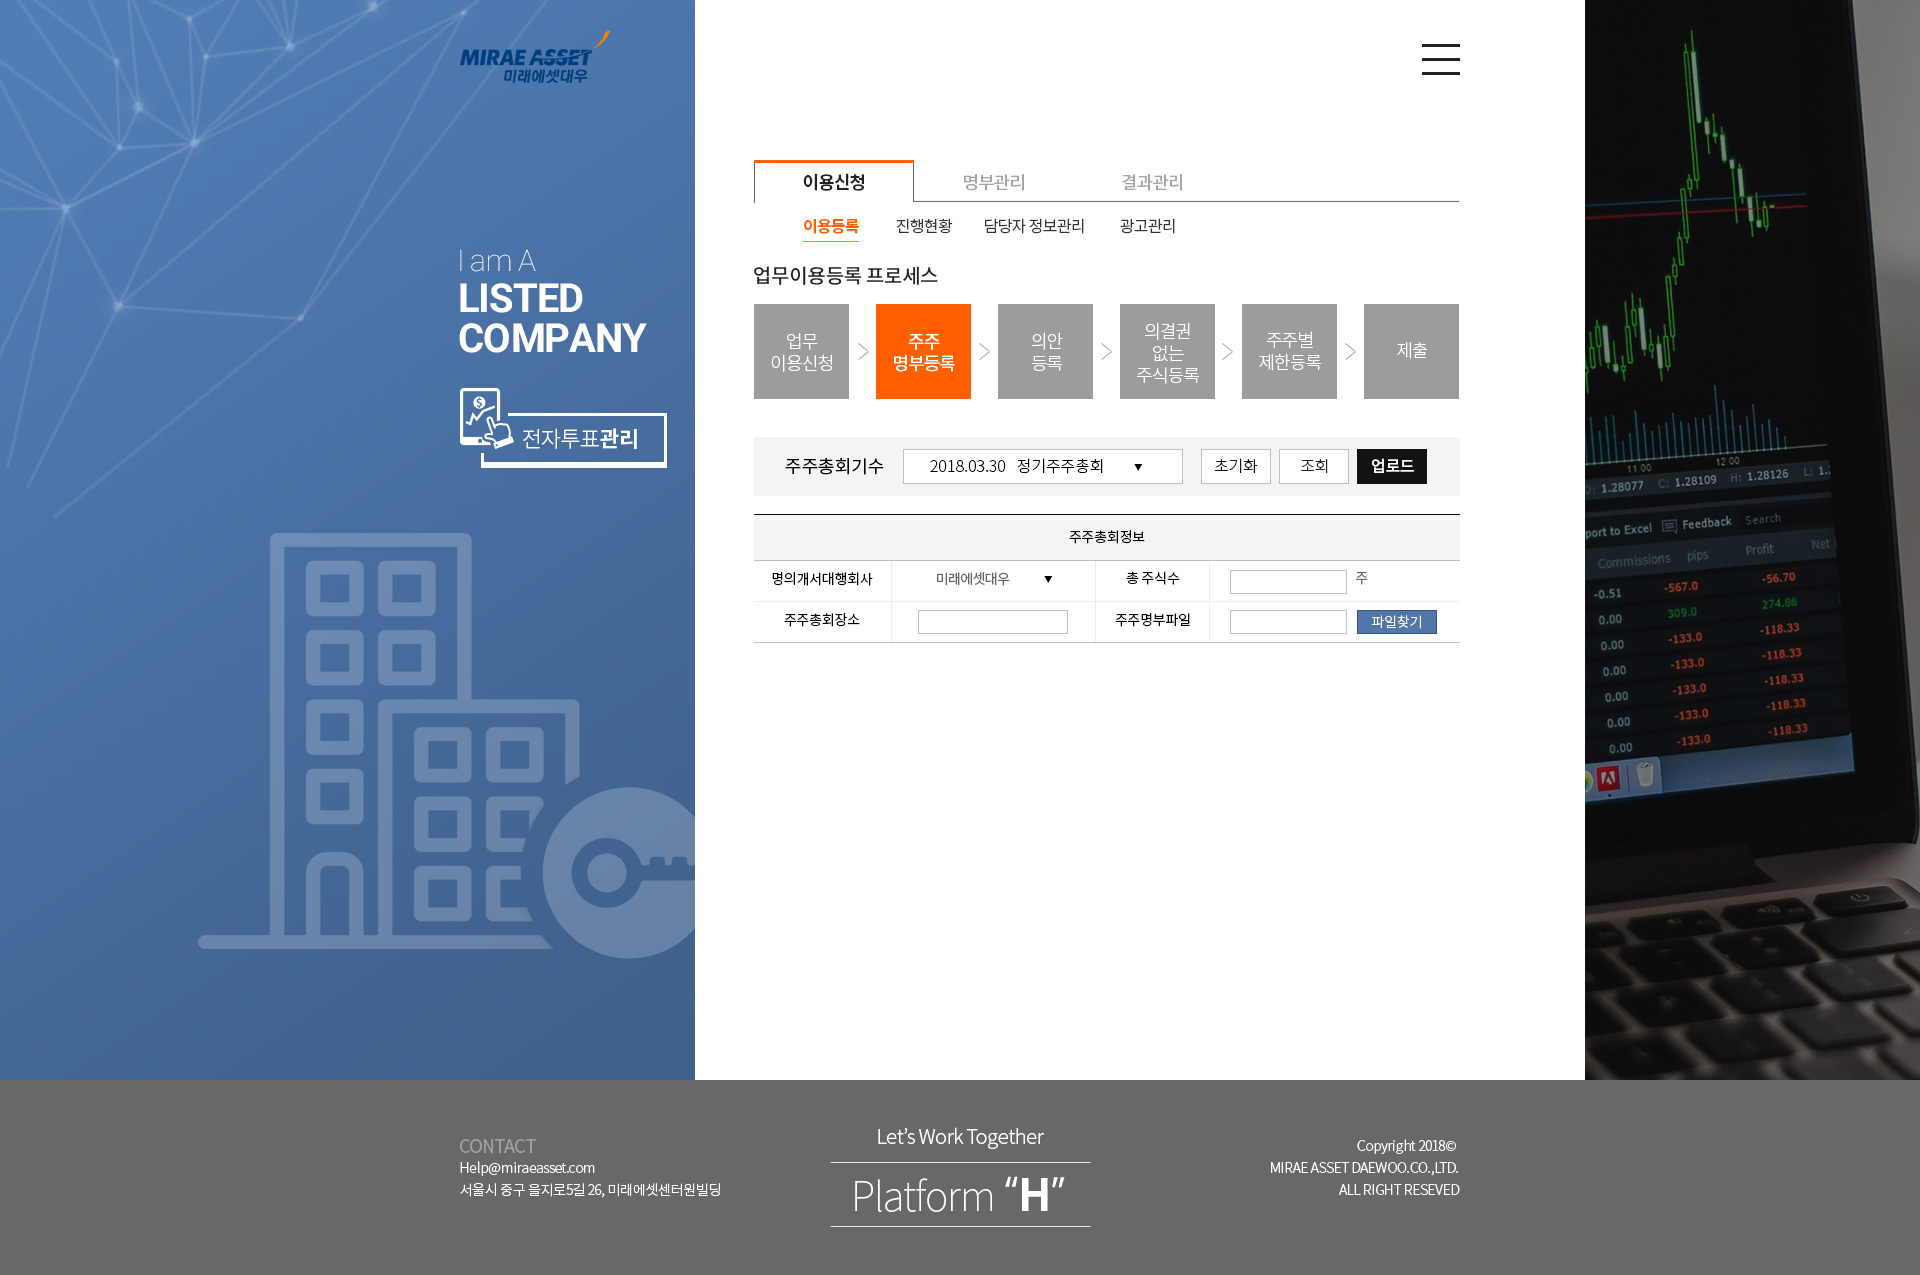 MIRAE ASSET
미래에셋대우
I am A
LISTED
COMPANY
$
전자투표관리
이용신청
명부관리
결과관리
이용등록
진행현황
담당자 정보관리
광고관리
업무이용등록 프로세스
업무
이용신청
주주
명부등록
의안
등록
의결권
없는
주식등록
주주별
제한등록
제출
주주총회기수
2018.03.30 정기주주총회 ▼
초기화
조회
업로드
주주총회정보
명의개서대행회사
미래에셋대우 ▼
총 주식수
주
주주총회장소
주주명부파일
파일찾기
11:00
12:00
1.28077
C: 1.28109
H: 1.28126
L: 1.
port to Excel
Feedback
Search
Commissions
pips
Profit
Net
-0.51
-567.0
-56.70
0.00
309.0
274.86
0.00
-133.0
-118.33
0.00
-133.0
-118.33
0.00
-133.0
-118.33
0.00
-133.0
-118.33
0.00
-133.0
-118.33
CONTACT
Help@miraeasset.com
서울시 중구 을지로5길 26, 미래에셋센터원빌딩
Let's Work Together
Platform "H"
Copyright 2018©
MIRAE ASSET DAEWOO.CO.,LTD.
ALL RIGHT RESEVED